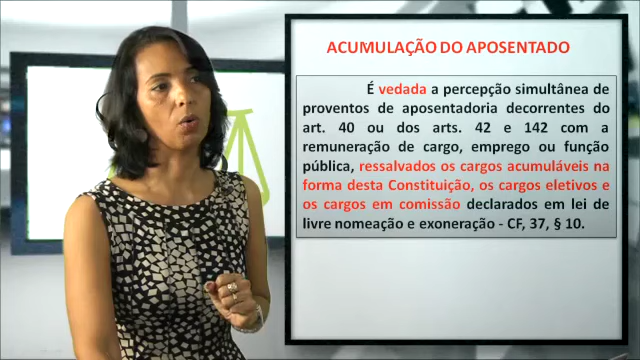 ACUMULAÇÃO DO APOSENTADO
É vedada a percepção simultânea de
proventos de aposentadoria decorrentes do
art. 40 ou dos arts. 42 e 142 com a
remuneração de cargo, emprego ou função
pública, ressalvados os cargos acumuláveis na
forma desta Constituição, os cargos eletivos e
os cargos em comissão declarados em lei de
livre nomeação e exoneração - CF, 37, § 10.